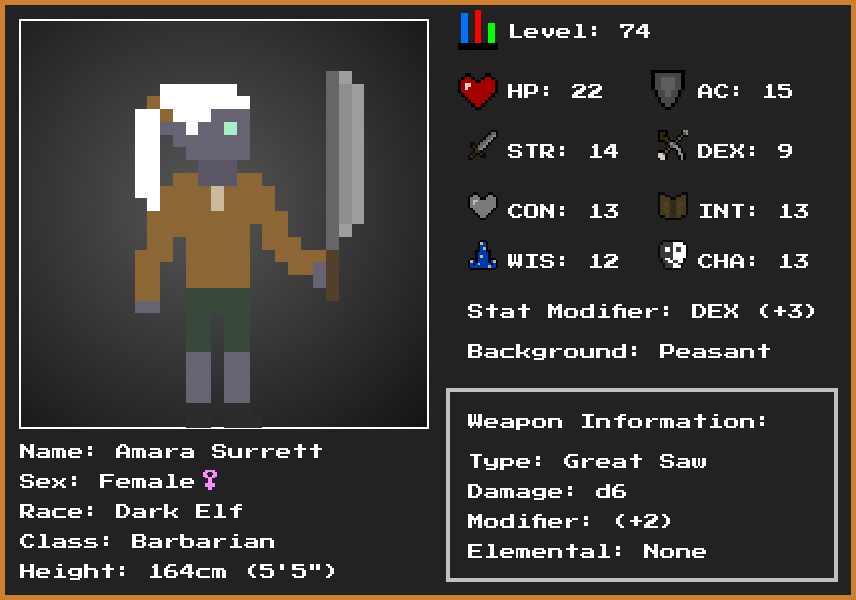 Level: 74
HP: 22
AC: 15
STR: 14
DEX: 9
CON: 13
INT: 13
WIS: 12
CHA: 13
Stat Modifier: DEX (+3)
Background: Peasant
Weapon Information:
Type: Great Saw
Damage: d6
Modifier: (+2)
Elemental: None
Name: Amara Surrett
Sex: Female♀
Race: Dark Elf
Class: Barbarian
Height: 164cm (5'5")